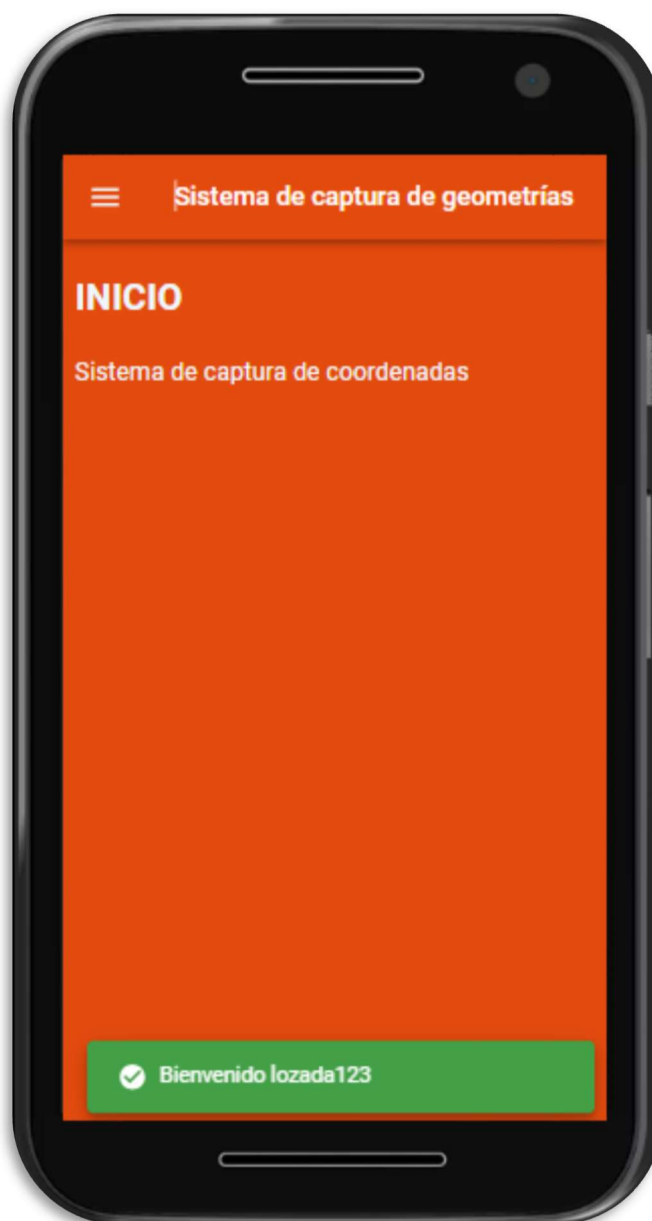 Sistema de captura de geometrías
INICIO
Sistema de captura de coordenadas
Bienvenido lozada123